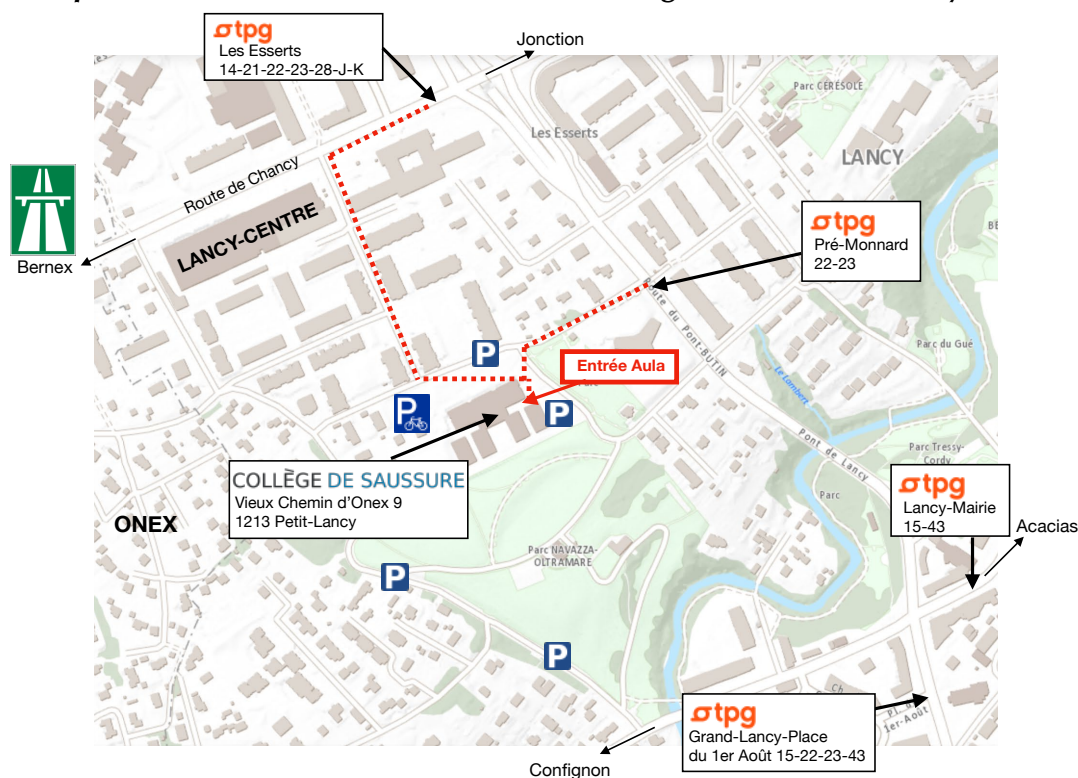 tpg
Les Esserts
14-21-22-23-28-J-K
Jonction
Parc CÉRÉSOLE
Les Esserts
LANCY
Route de Chancy
LANCY-CENTRE
Bernex
tpg
Pré-Monnard
22-23
Route du Pont-BUTIN
Parc du Gué
Entrée Aula
P
P
P
Le Lambert
Pont de Lancy
COLLÈGE DE SAUSSURE
Vieux Chemin d'Onex 9
1213 Petit-Lancy
ONEX
Parc Tressy-
Cordy
Parc
tpg
Lancy-Mairie
15-43
Acacias
Parc NAVAZZA-
OLTRAMARE
P
P
tpg
Grand-Lancy-Place
du 1er Août 15-22-23-43
1er-Août
Confignon